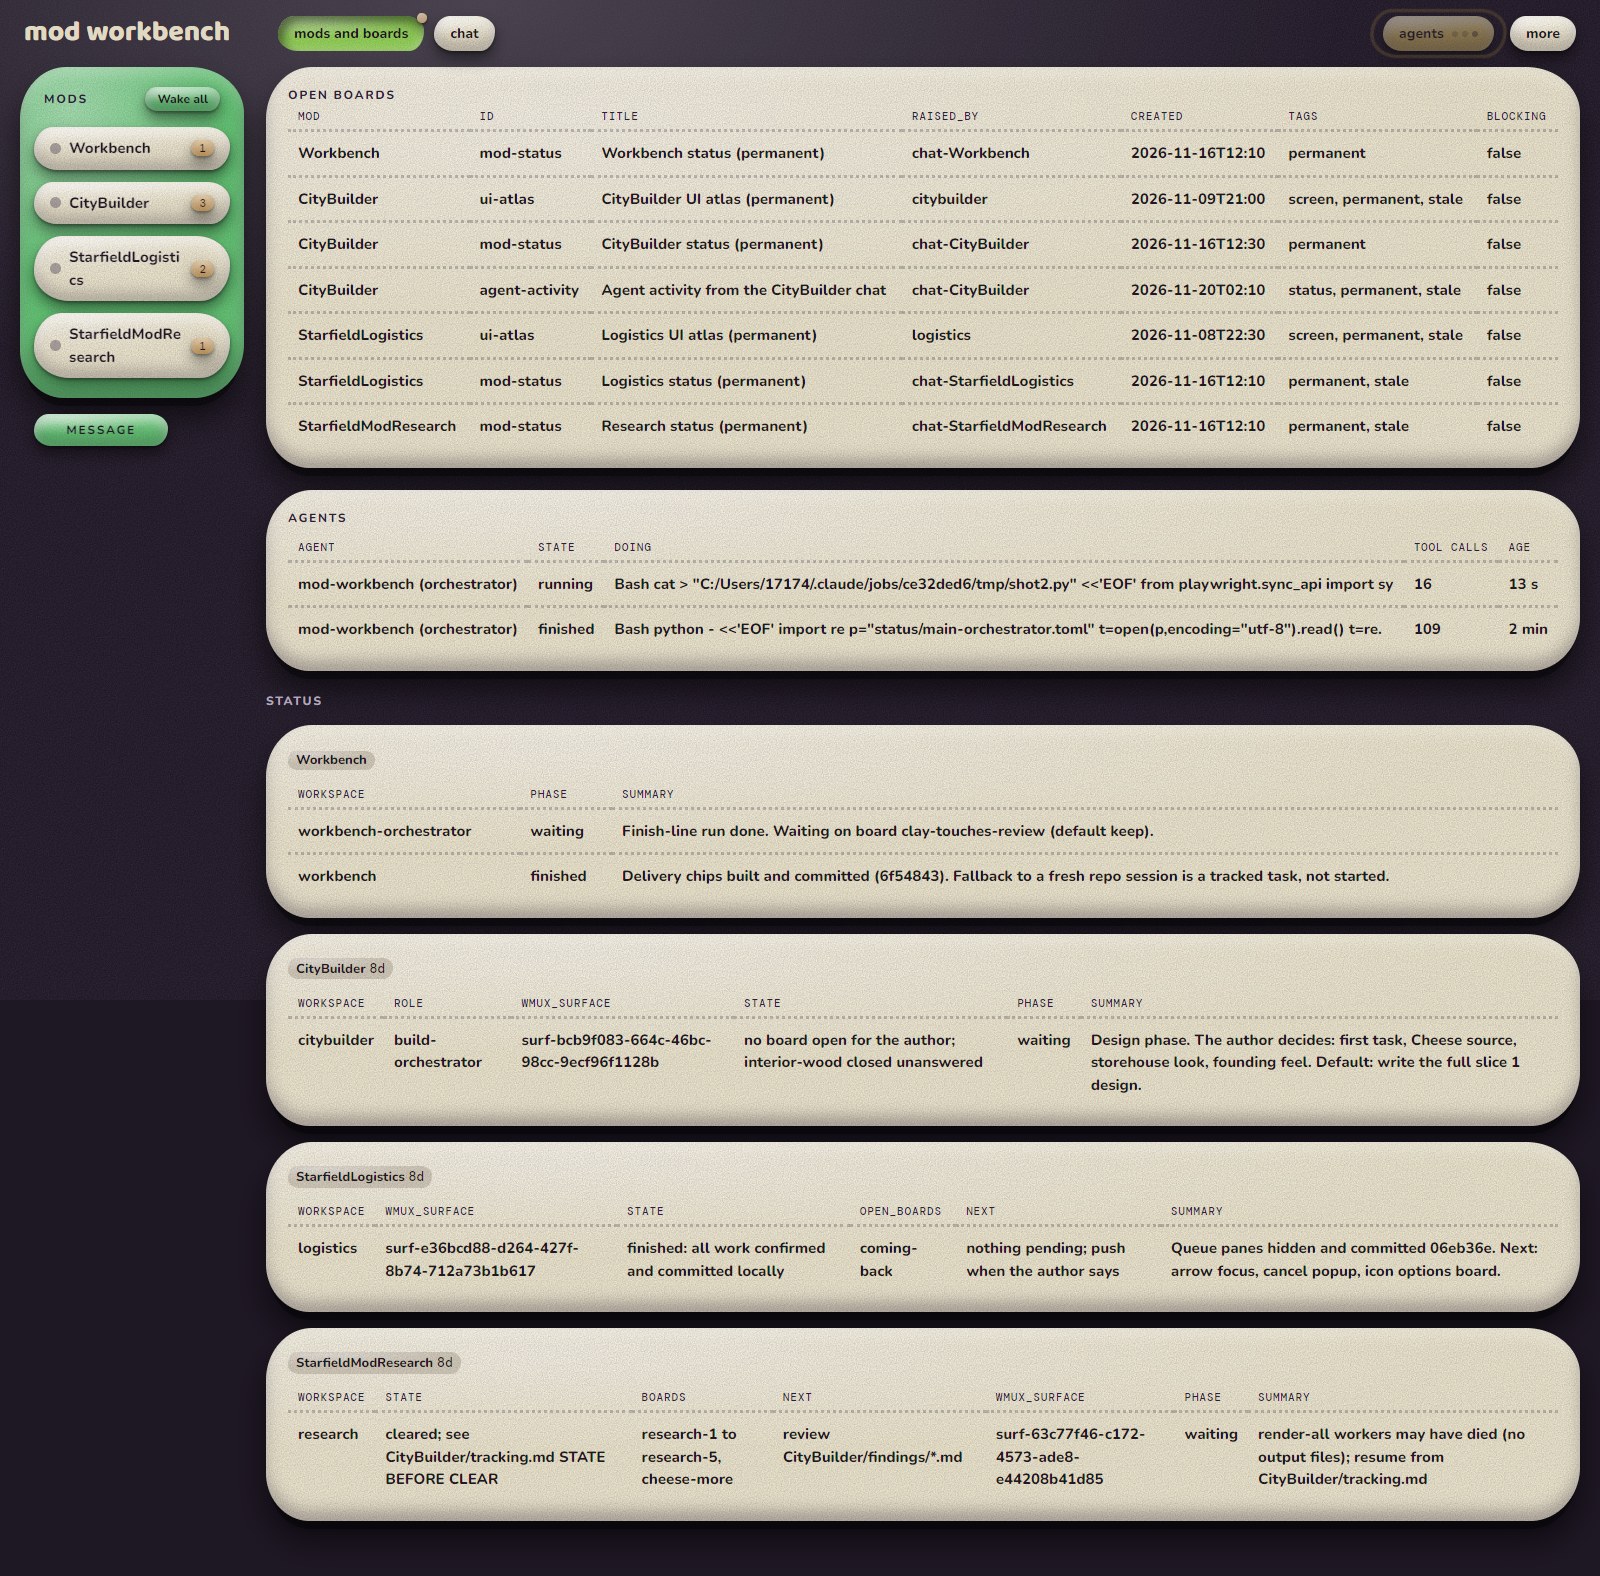 mod workbench
mods and boards
chat
agents
more
MODS
Wake all
Workbench 1
CityBuilder 3
StarfieldLogisti
cs
2
StarfieldModRe
search
1
MESSAGE
OPEN BOARDS
MOD ID TITLE RAISED_BY CREATED TAGS BLOCKING
Workbench mod-status Workbench status (permanent) chat-Workbench 2026-11-16T12:10 permanent false
CityBuilder ui-atlas CityBuilder UI atlas (permanent) citybuilder 2026-11-09T21:00 screen, permanent, stale false
CityBuilder mod-status CityBuilder status (permanent) chat-CityBuilder 2026-11-16T12:30 permanent false
CityBuilder agent-activity Agent activity from the CityBuilder chat chat-CityBuilder 2026-11-20T02:10 status, permanent, stale false
StarfieldLogistics ui-atlas Logistics UI atlas (permanent) logistics 2026-11-08T22:30 screen, permanent, stale false
StarfieldLogistics mod-status Logistics status (permanent) chat-StarfieldLogistics 2026-11-16T12:10 permanent, stale false
StarfieldModResearch mod-status Research status (permanent) chat-StarfieldModResearch 2026-11-16T12:10 permanent, stale false
AGENTS
AGENT STATE DOING TOOL CALLS AGE
mod-workbench (orchestrator) running Bash cat > "C:/Users/17174/.claude/jobs/ce32ded6/tmp/shot2.py" <<'EOF' from playwright.sync_api import sy 16 13 s
mod-workbench (orchestrator) finished Bash python - <<'EOF' import re p="status/main-orchestrator.toml" t=open(p,encoding="utf-8").read() t=re. 109 2 min
STATUS
Workbench
WORKSPACE PHASE SUMMARY
workbench-orchestrator waiting Finish-line run done. Waiting on board clay-touches-review (default keep).
workbench finished Delivery chips built and committed (6f54843). Fallback to a fresh repo session is a tracked task, not started.
CityBuilder 8d
WORKSPACE ROLE WMUX_SURFACE STATE PHASE SUMMARY
citybuilder build- surf-bcb9f083-664c-46bc- no board open for the author; waiting Design phase. The author decides: first task, Cheese source,
orchestrator 98cc-9ecf96f1128b interior-wood closed unanswered storehouse look, founding feel. Default: write the full slice 1
design.
StarfieldLogistics 8d
WORKSPACE WMUX_SURFACE STATE OPEN_BOARDS NEXT SUMMARY
logistics surf-e36bcd88-d264-427f- finished: all work confirmed coming- nothing pending; push Queue panes hidden and committed 06eb36e. Next:
8b74-712a73b1b617 and committed locally back when the author says arrow focus, cancel popup, icon options board.
StarfieldModResearch 8d
WORKSPACE STATE BOARDS NEXT WMUX_SURFACE PHASE SUMMARY
research cleared; see research-1 to review surf-63c77f46-c172- waiting render-all workers may have died (no
CityBuilder/tracking.md STATE research-5, CityBuilder/findings/*.md 4573-ade8- output files); resume from
BEFORE CLEAR cheese-more e44208b41d85 CityBuilder/tracking.md